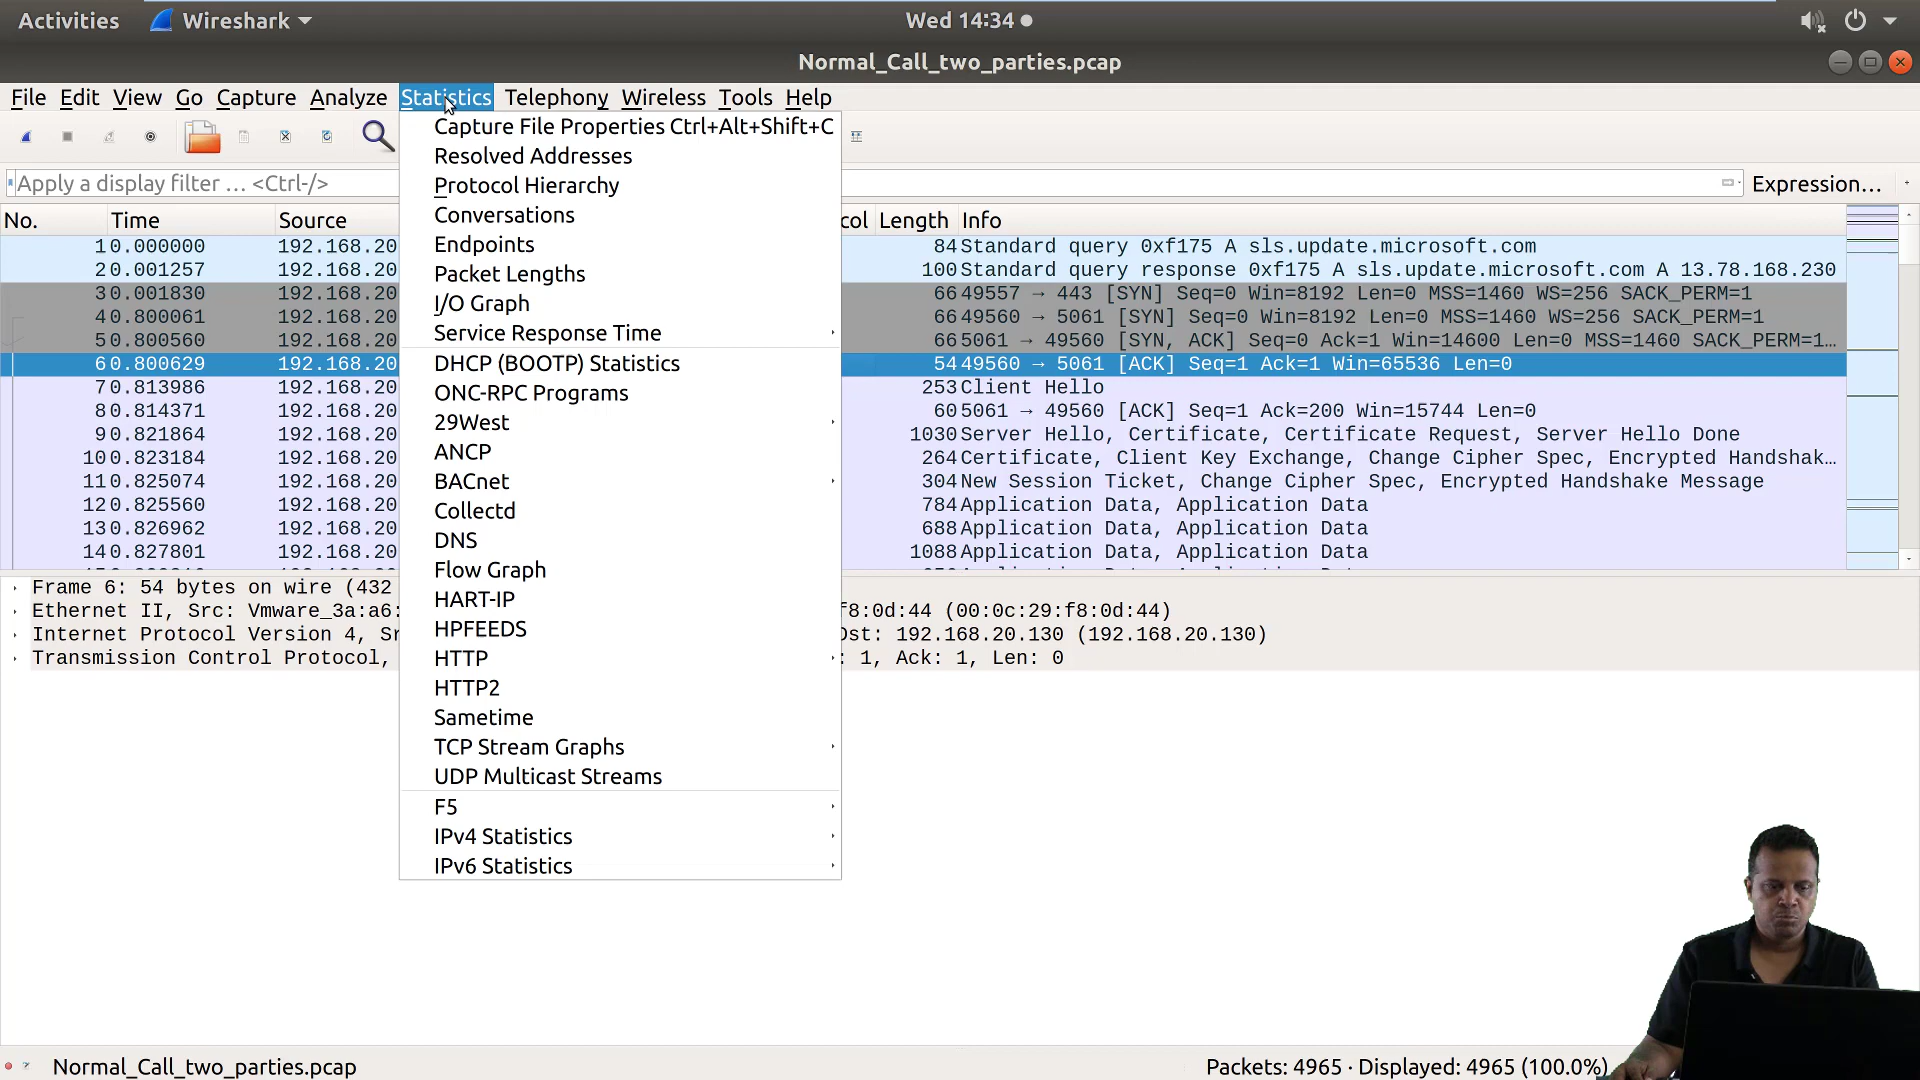 Activities Wireshark Wed 14:34
Normal_Call_two_parties.pcap
File Edit View Go Capture Analyze Statistics Telephony Wireless Tools Help
Capture File Properties Ctrl+Alt+Shift+C
Resolved Addresses
Protocol Hierarchy
Conversations
Endpoints
Packet Lengths
I/O Graph
Service Response Time
DHCP (BOOTP) Statistics
ONC-RPC Programs
29West
ANCP
BACnet
Collectd
DNS
Flow Graph
HART-IP
HPFEEDS
HTTP
HTTP2
Sametime
TCP Stream Graphs
UDP Multicast Streams
F5
IPv4 Statistics
IPv6 Statistics
Apply a display filter … <Ctrl-/> Expression…
No. Time Source col Length Info
1 0.000000 192.168.20 84 Standard query 0xf175 A sls.update.microsoft.com
2 0.001257 192.168.20 100 Standard query response 0xf175 A sls.update.microsoft.com A 13.78.168.230
3 0.001830 192.168.20 66 49557 → 443 [SYN] Seq=0 Win=8192 Len=0 MSS=1460 WS=256 SACK_PERM=1
4 0.800061 192.168.20 66 49560 → 5061 [SYN] Seq=0 Win=8192 Len=0 MSS=1460 WS=256 SACK_PERM=1
5 0.800560 192.168.20 66 5061 → 49560 [SYN, ACK] Seq=0 Ack=1 Win=14600 Len=0 MSS=1460 SACK_PERM=1…
6 0.800629 192.168.20 54 49560 → 5061 [ACK] Seq=1 Ack=1 Win=65536 Len=0
7 0.813986 192.168.20 253 Client Hello
8 0.814371 192.168.20 60 5061 → 49560 [ACK] Seq=1 Ack=200 Win=15744 Len=0
9 0.821864 192.168.20 1030 Server Hello, Certificate, Certificate Request, Server Hello Done
10 0.823184 192.168.20 264 Certificate, Client Key Exchange, Change Cipher Spec, Encrypted Handshak…
11 0.825074 192.168.20 304 New Session Ticket, Change Cipher Spec, Encrypted Handshake Message
12 0.825560 192.168.20 784 Application Data, Application Data
13 0.826962 192.168.20 688 Application Data, Application Data
14 0.827801 192.168.20 1088 Application Data, Application Data
Frame 6: 54 bytes on wire (432
Ethernet II, Src: Vmware_3a:a6: f8:0d:44 (00:0c:29:f8:0d:44)
Internet Protocol Version 4, Sr Dst: 192.168.20.130 (192.168.20.130)
Transmission Control Protocol, : 1, Ack: 1, Len: 0
Normal_Call_two_parties.pcap Packets: 4965 · Displayed: 4965 (100.0%)